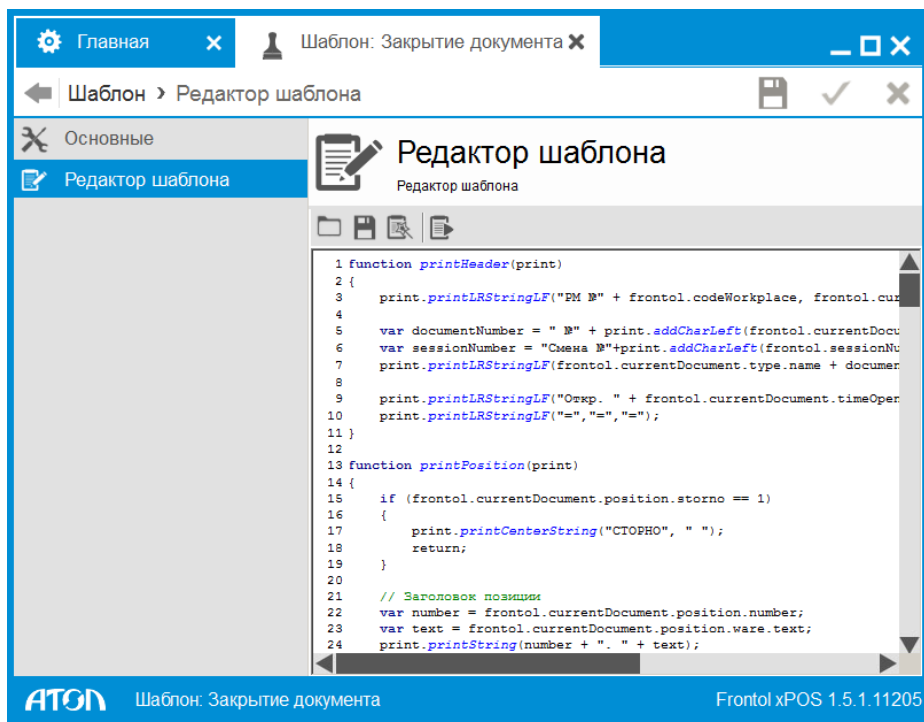 Главная
Шаблон: Закрытие документа
Шаблон › Редактор шаблона
Основные
Редактор шаблона
Редактор шаблона
Редактор шаблона
1 function printHeader(print)
2 {
3     print.printLRStringLF("РМ №" + frontol.codeWorkplace, frontol.cur
4
5     var documentNumber = " №" + print.addCharLeft(frontol.currentDocu
6     var sessionNumber = "Смена №"+print.addCharLeft(frontol.sessionNu
7     print.printLRStringLF(frontol.currentDocument.type.name + documen
8
9     print.printLRStringLF("Откр. " + frontol.currentDocument.timeOpen
10     print.printLRStringLF("=","=","=");
11 }
12
13 function printPosition(print)
14 {
15     if (frontol.currentDocument.position.storno == 1)
16     {
17         print.printCenterString("СТОРНО", " ");
18         return;
19     }
20
21     // Заголовок позиции
22     var number = frontol.currentDocument.position.number;
23     var text = frontol.currentDocument.position.ware.text;
24     print.printString(number + ". " + text);
АТОЛ
Шаблон: Закрытие документа
Frontol xPOS 1.5.1.11205